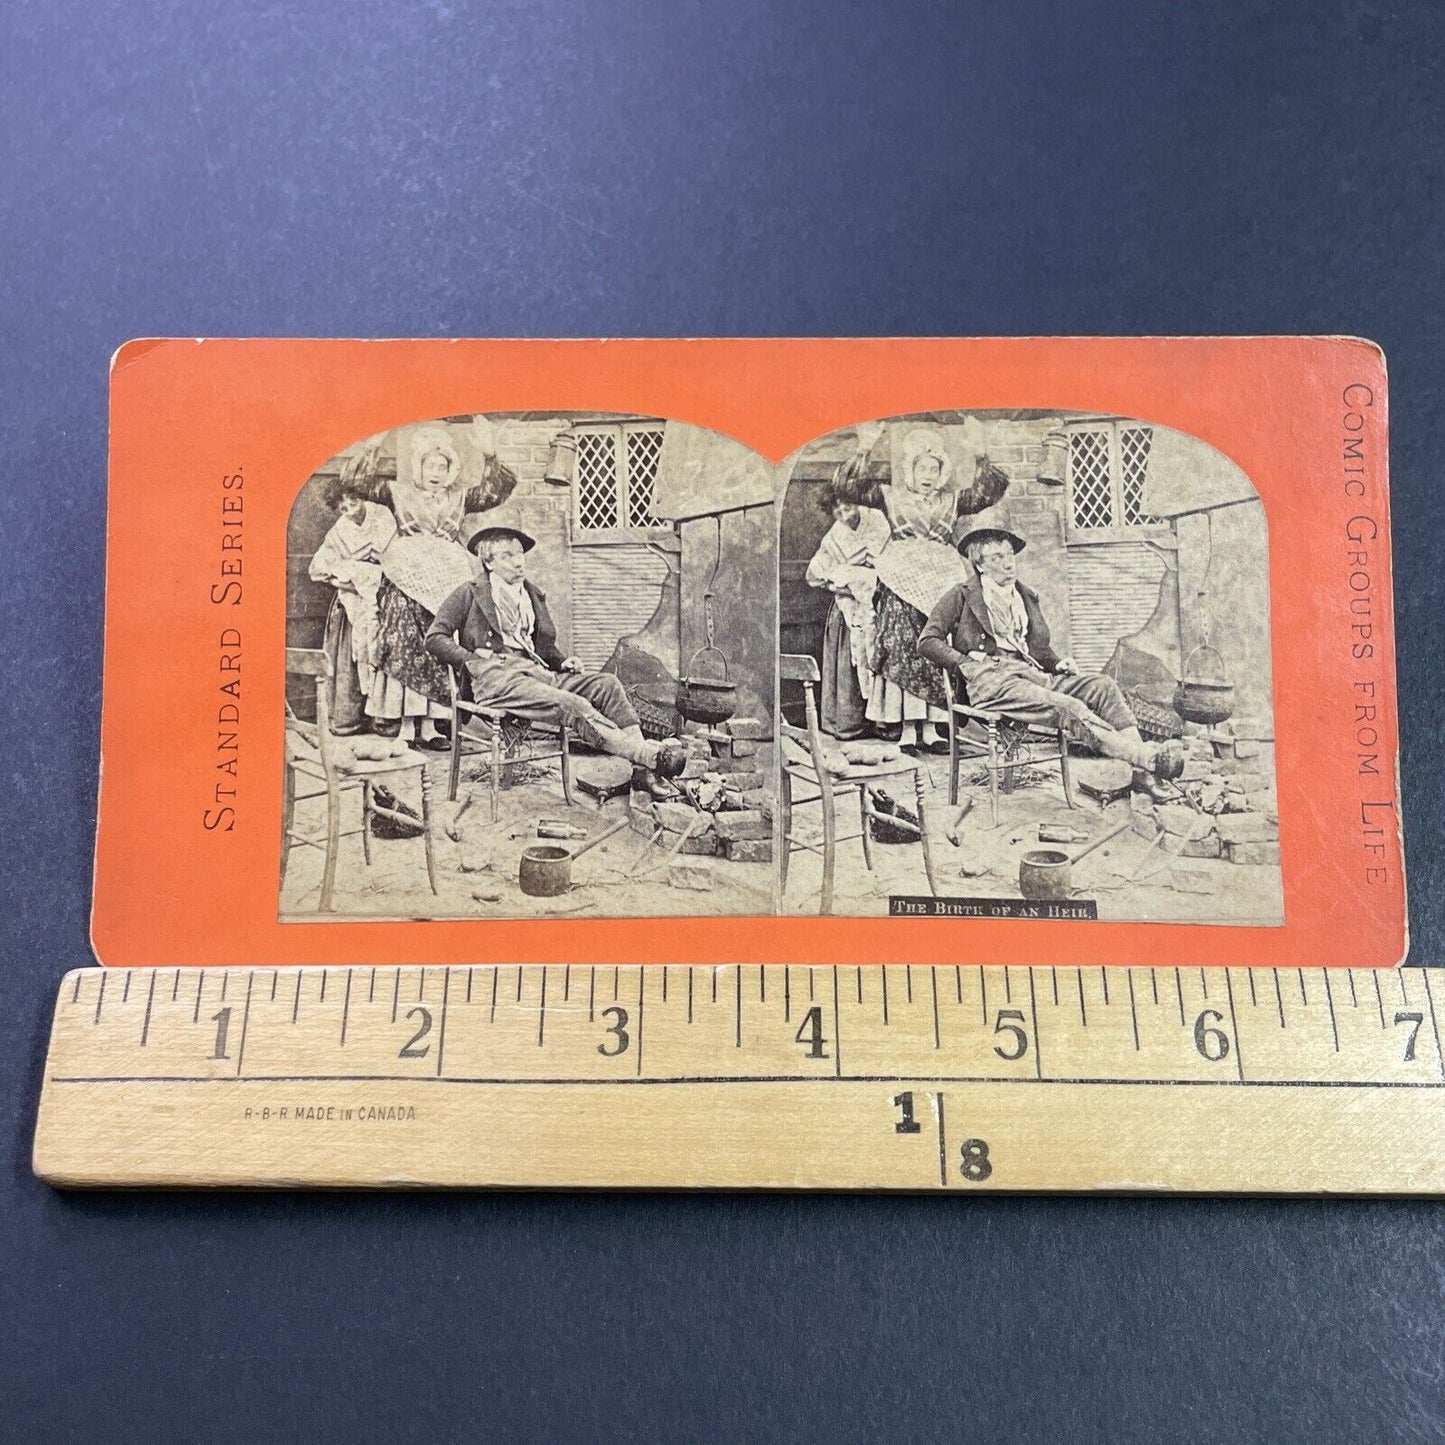 STANDARD SERIES.
COMIC GROUPS FROM LIFE
THE BIRTH OF AN HEIR.
1 2 3 4 5 6 7
R-B-R MADE IN CANADA
1 8